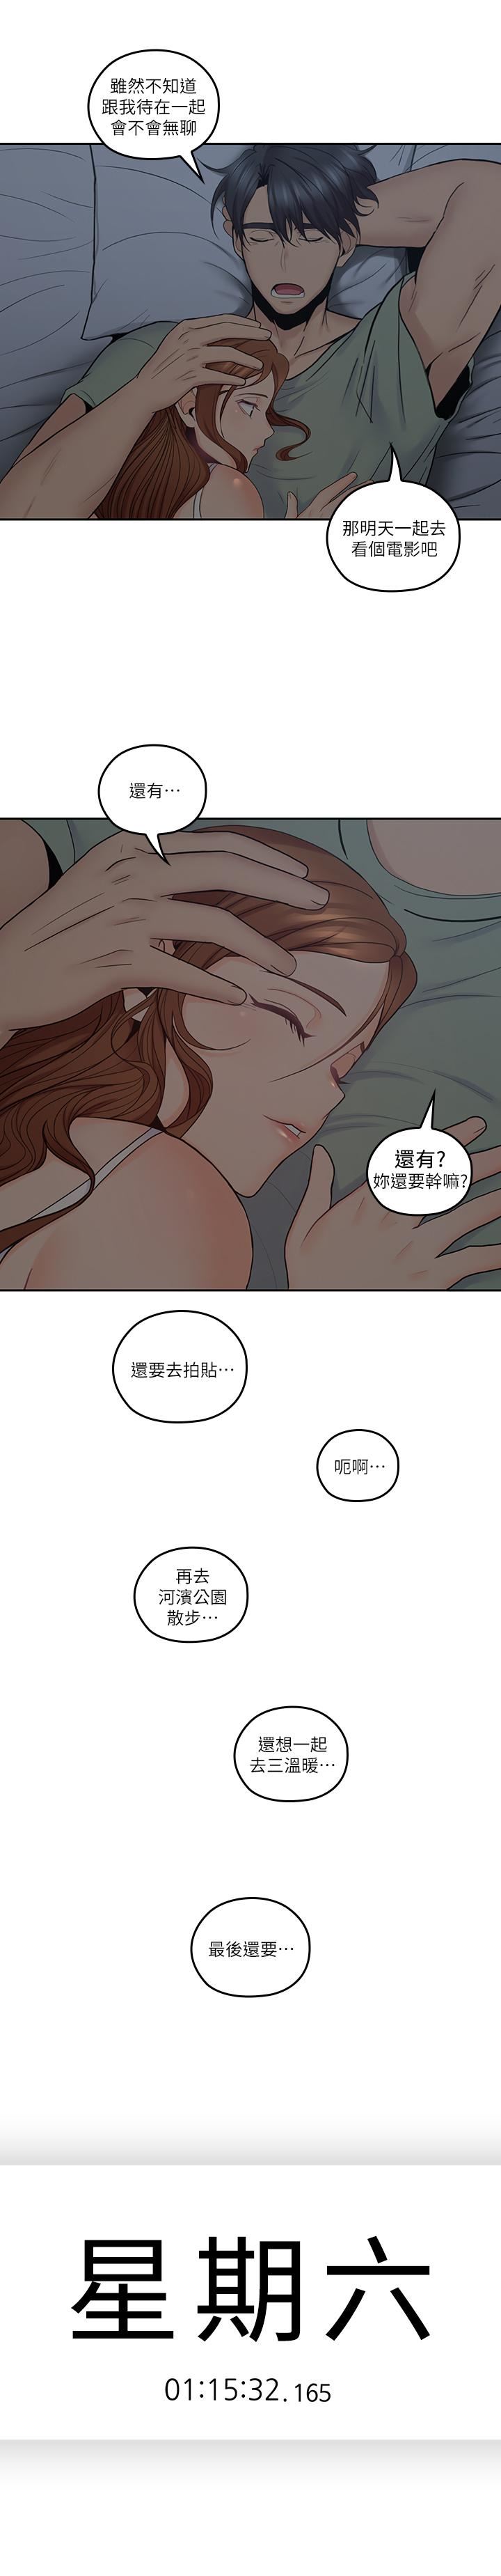 雖然不知道
跟我待在一起
會不會無聊
那明天一起去
看個電影吧
還有⋯
還有?
妳還要幹嘛?
還要去拍貼⋯
呃啊⋯
再去
河濱公園
散步⋯
還想一起
去三溫暖⋯
最後還要⋯
星期六
01:15:32.165